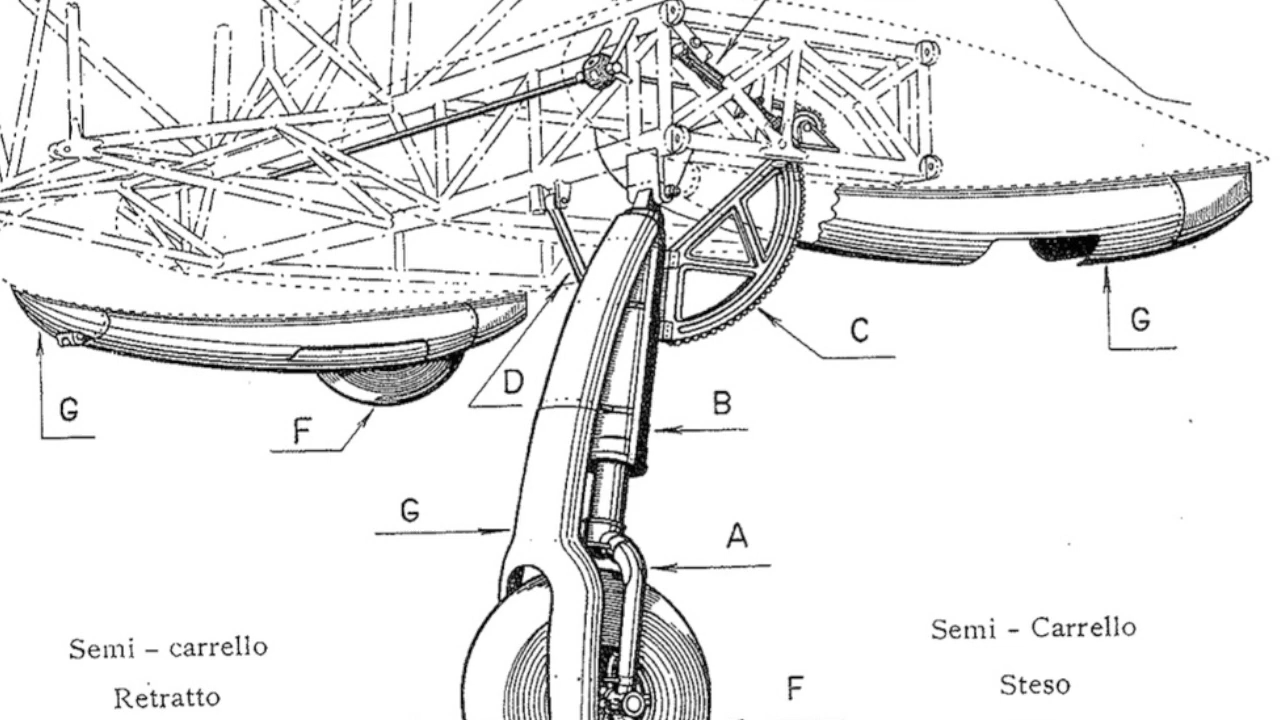 C
G
D
G
B
F
G
A
Semi – carrello
Retratto
Semi – Carrello
Steso
F